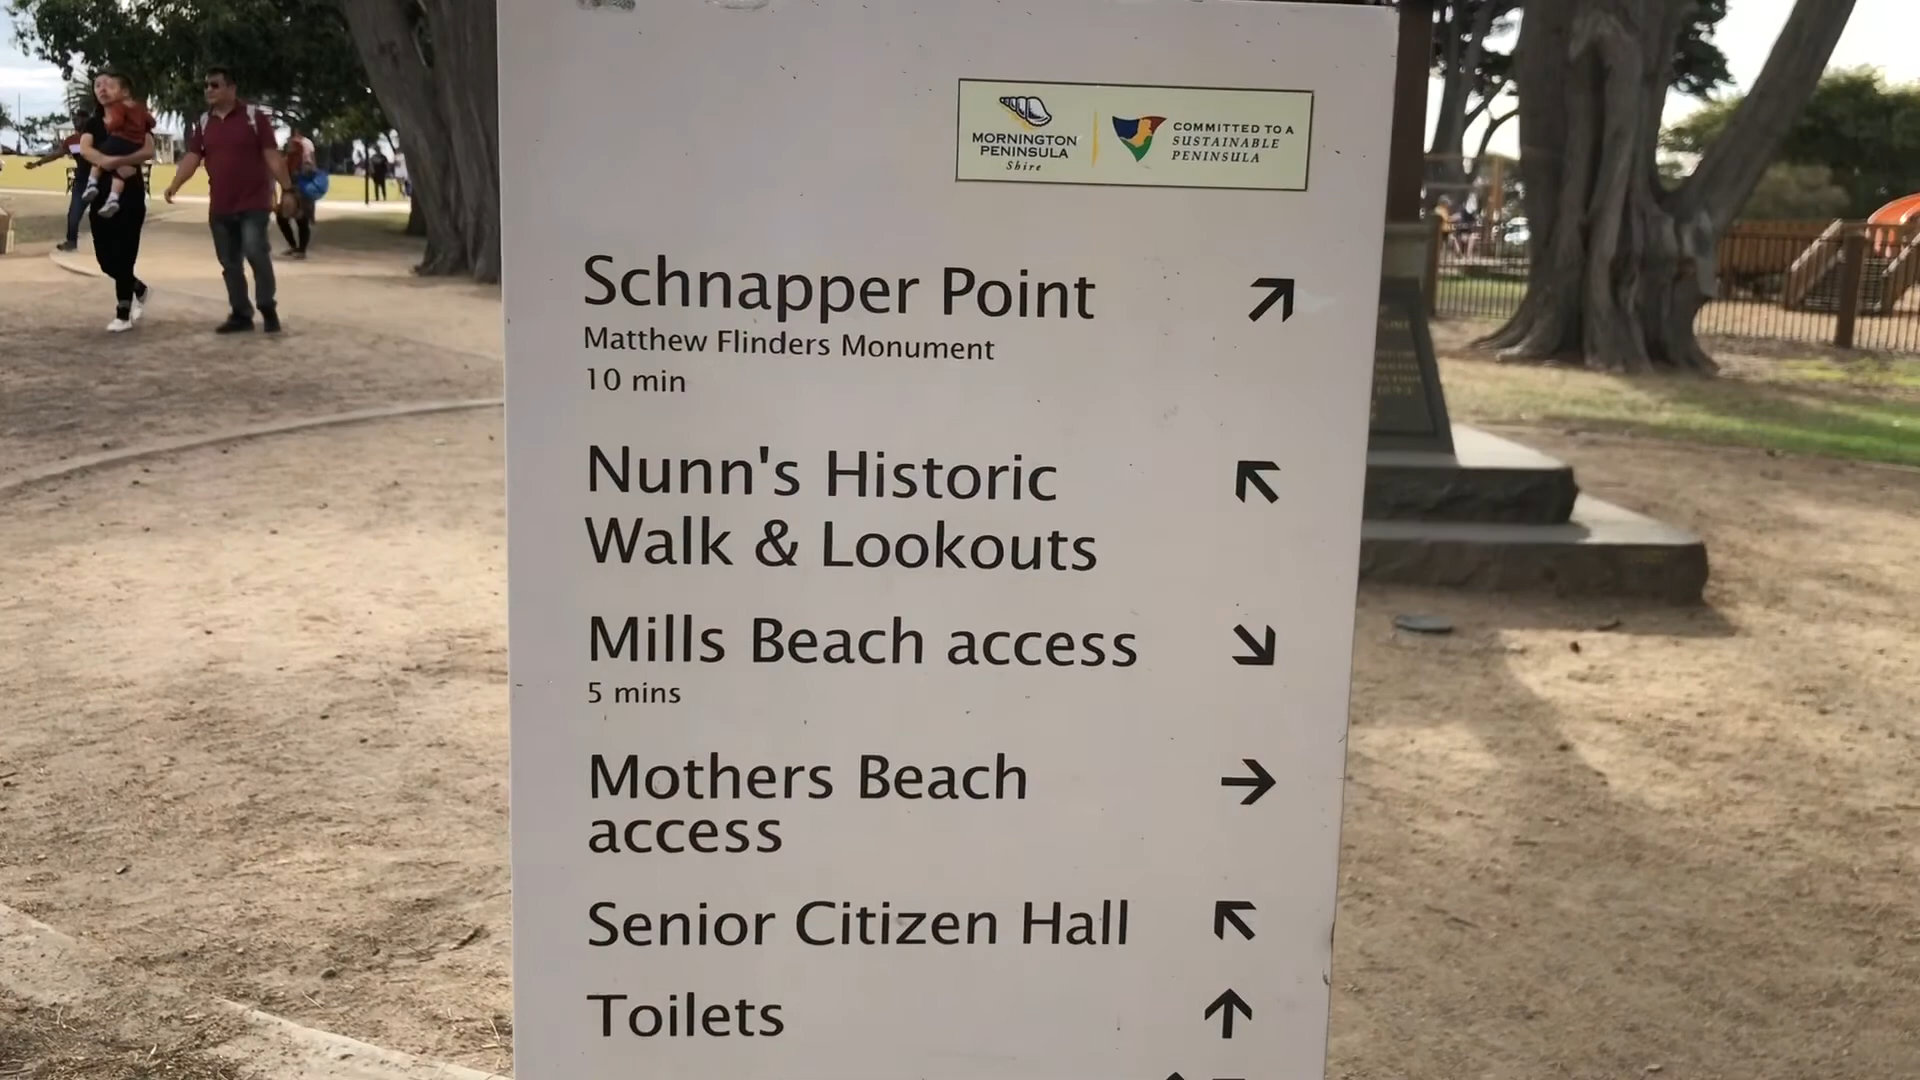 MORNINGTON
PENINSULA
Shire
COMMITTED TO A
SUSTAINABLE
PENINSULA
Schnapper Point
Matthew Flinders Monument
10 min
Nunn's Historic
Walk & Lookouts
Mills Beach access
5 mins
Mothers Beach
access
Senior Citizen Hall
Toilets